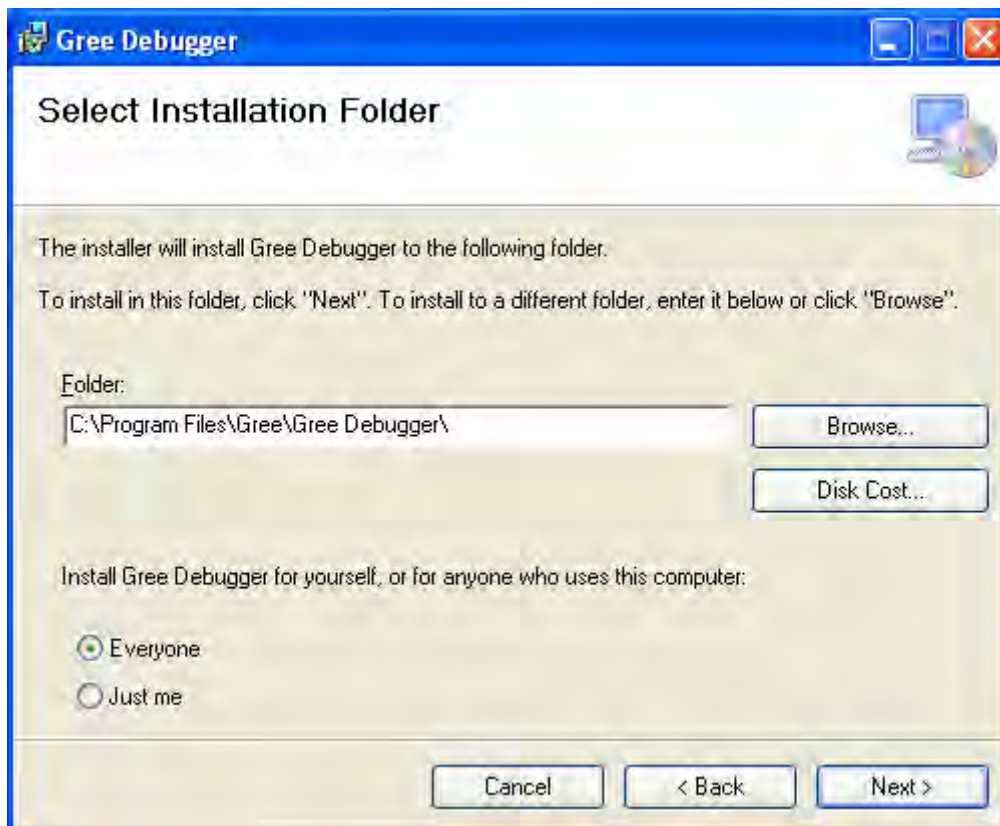 Gree Debugger
Select Installation Folder
The installer will install Gree Debugger to the following folder.
To install in this folder, click "Next". To install to a different folder, enter it below or click "Browse".
Folder:
C:\Program Files\Gree\Gree Debugger\
Browse...
Disk Cost...
Install Gree Debugger for yourself, or for anyone who uses this computer:
Everyone
Just me
Cancel
< Back
Next >